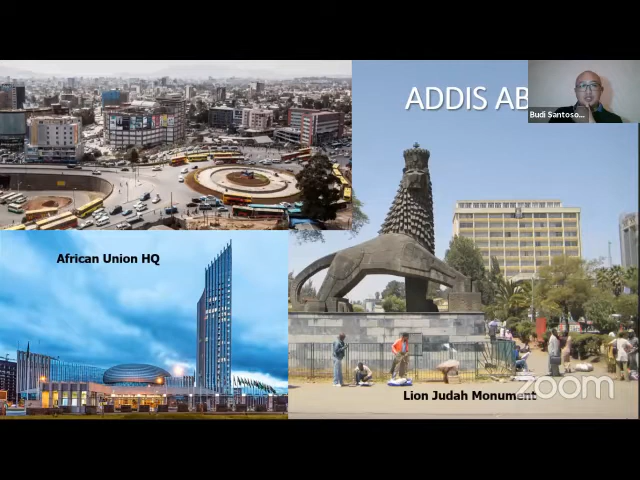 ADDIS AB
Budi Santoso...
African Union HQ
Lion Judah Monument
zoom